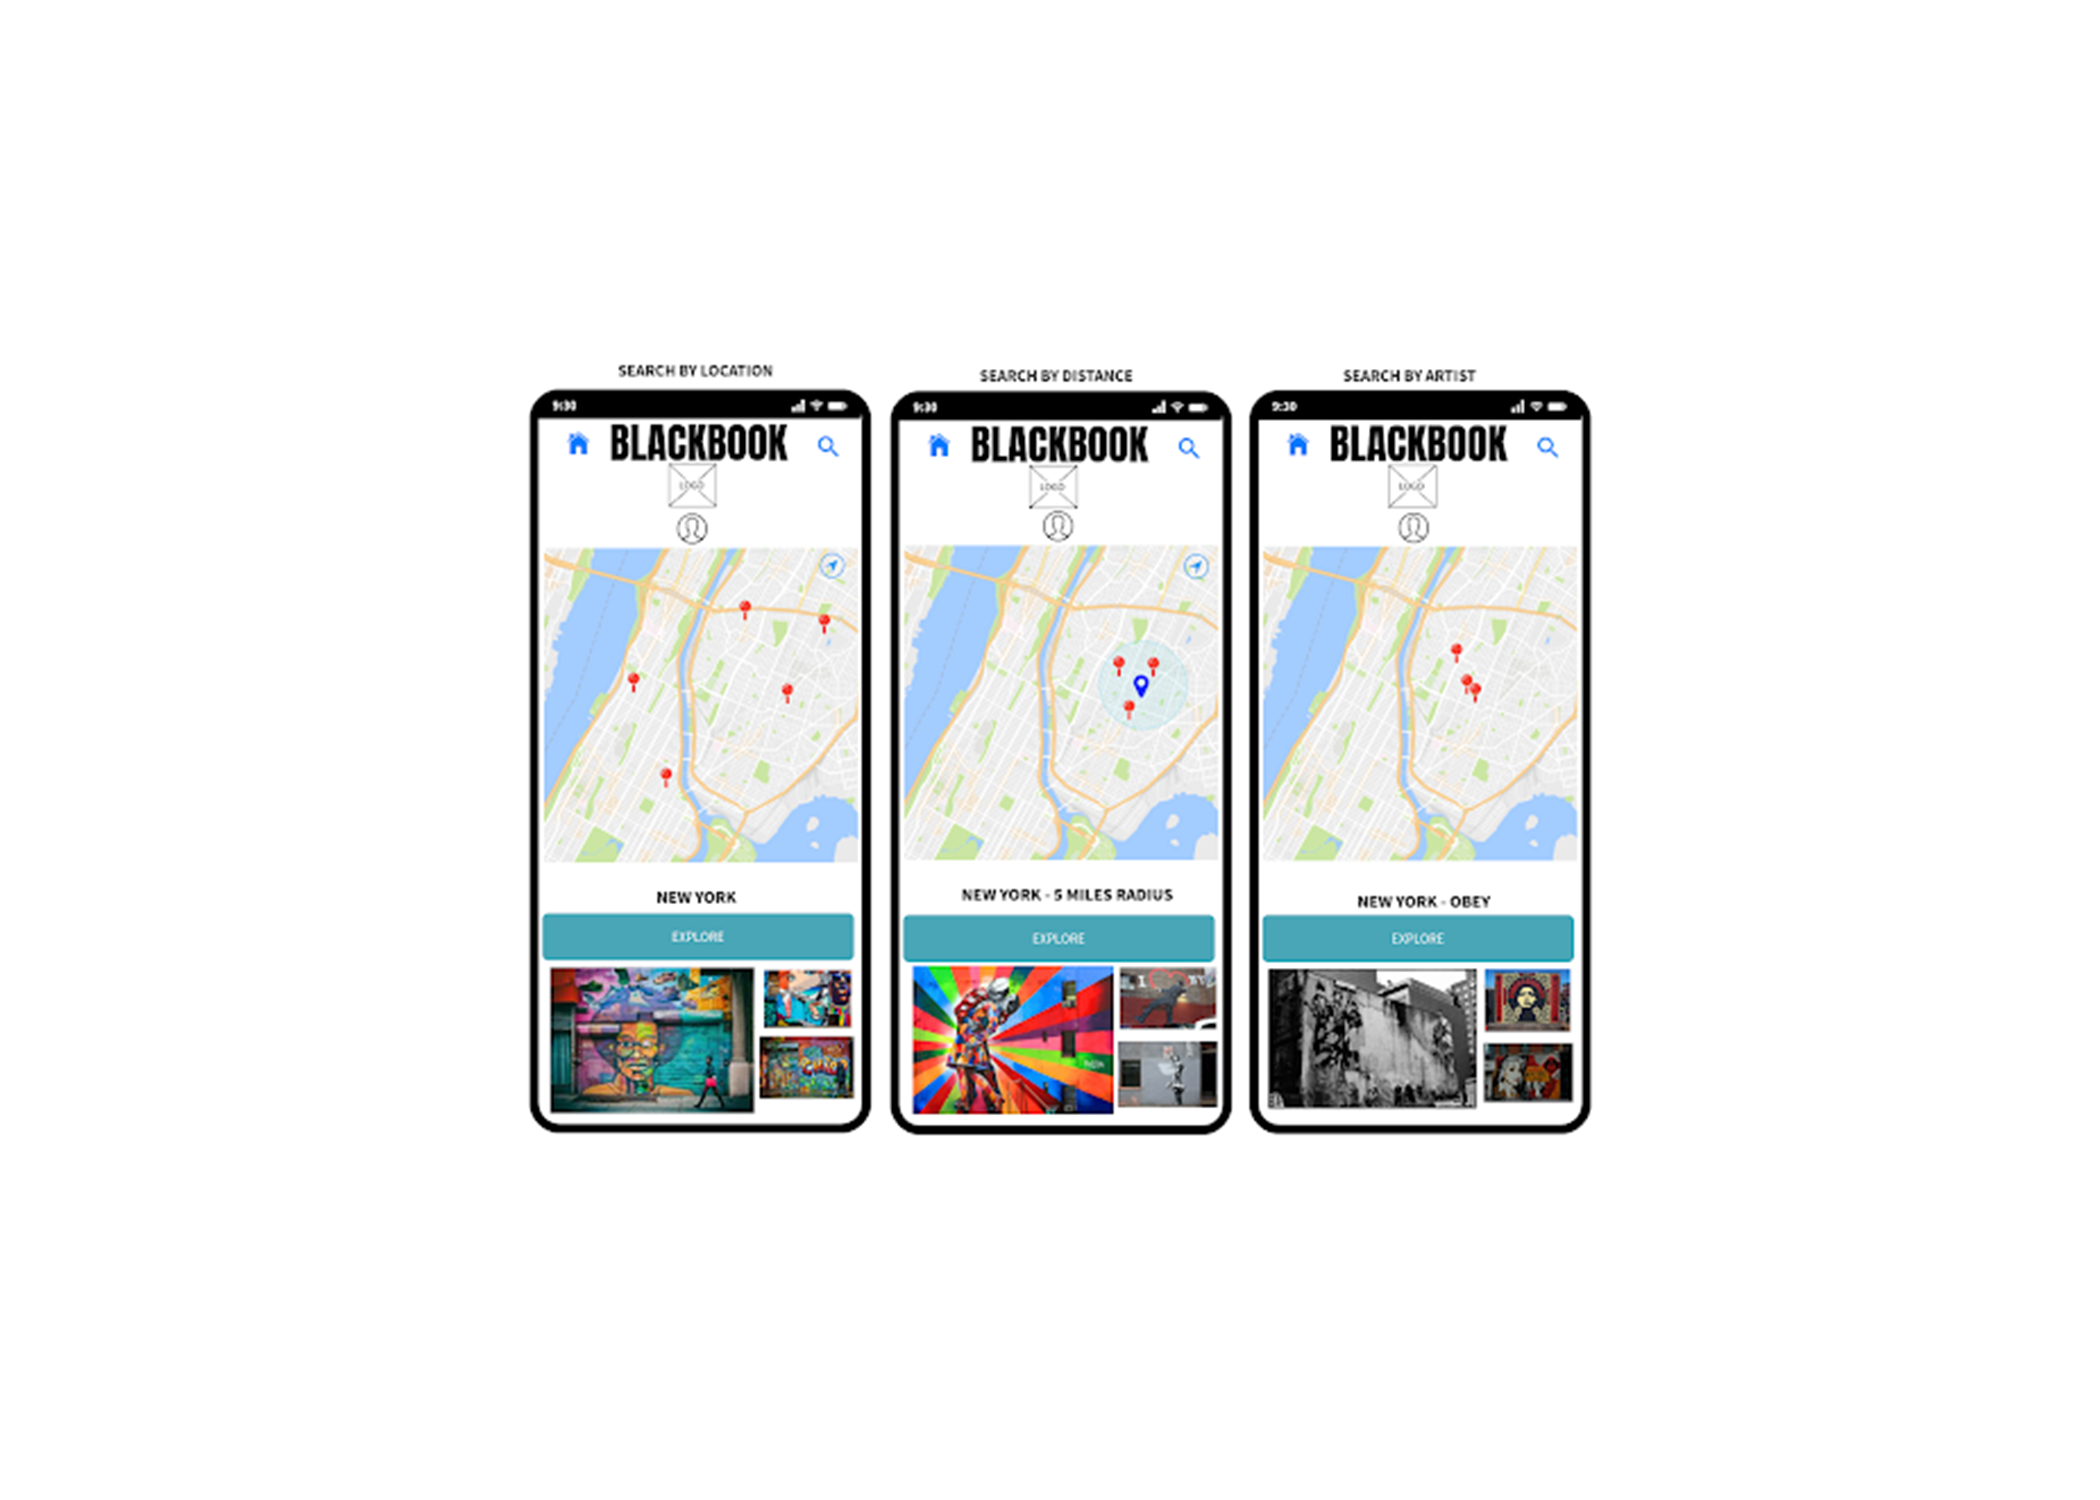 SEARCH BY LOCATION
9:30
BLACKBOOK
LOGO
NEW YORK
EXPLORE
SEARCH BY DISTANCE
9:30
BLACKBOOK
LOGO
NEW YORK - 5 MILES RADIUS
EXPLORE
I
SEARCH BY ARTIST
9:30
BLACKBOOK
LOGO
NEW YORK - OBEY
EXPLORE